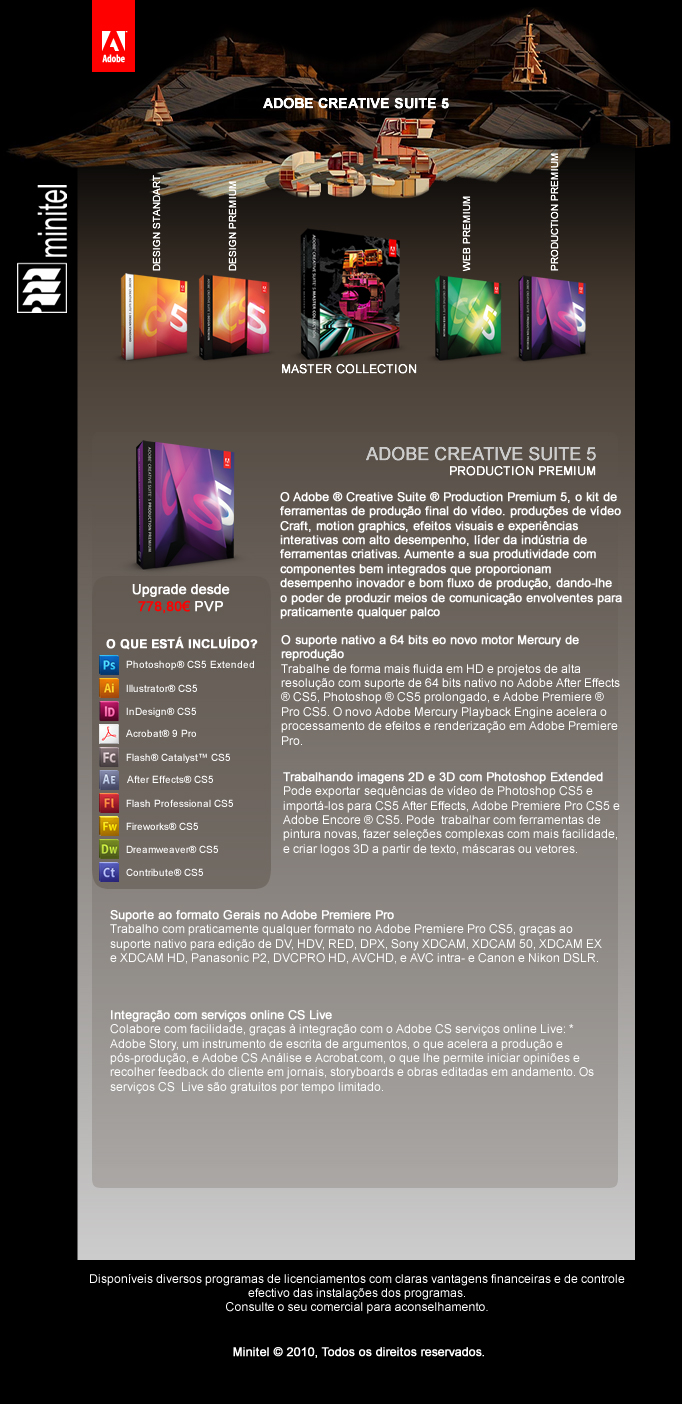 Adobe
ADOBE CREATIVE SUITE 5
CS5
minitel
DESIGN STANDART
DESIGN PREMIUM
WEB PREMIUM
PRODUCTION PREMIUM
MASTER COLLECTION
ADOBE CREATIVE SUITE 5
PRODUCTION PREMIUM
O Adobe ® Creative Suite ® Production Premium 5, o kit de
ferramentas de produção final do vídeo. produções de vídeo
Craft, motion graphics, efeitos visuais e experiências
interativas com alto desempenho, líder da indústria de
ferramentas criativas. Aumente a sua produtividade com
componentes bem integrados que proporcionam
desempenho inovador e bom fluxo de produção, dando-lhe
o poder de produzir meios de comunicação envolventes para
praticamente qualquer palco
Upgrade desde
778,80€ PVP
O QUE ESTÁ INCLUÍDO?
Ps Photoshop® CS5 Extended
Ai Illustrator® CS5
ID InDesign® CS5
Acrobat® 9 Pro
FC Flash® Catalyst™ CS5
AE After Effects® CS5
Fl Flash Professional CS5
Fw Fireworks® CS5
Dw Dreamweaver® CS5
Ct Contribute® CS5
O suporte nativo a 64 bits eo novo motor Mercury de
reprodução
Trabalhe de forma mais fluida em HD e projetos de alta
resolução com suporte de 64 bits nativo no Adobe After Effects
® CS5, Photoshop ® CS5 prolongado, e Adobe Premiere ®
Pro CS5. O novo Adobe Mercury Playback Engine acelera o
processamento de efeitos e renderização em Adobe Premiere
Pro.
Trabalhando imagens 2D e 3D com Photoshop Extended
Pode exportar sequências de vídeo de Photoshop CS5 e
importá-los para CS5 After Effects, Adobe Premiere Pro CS5 e
Adobe Encore ® CS5. Pode trabalhar com ferramentas de
pintura novas, fazer seleções complexas com mais facilidade,
e criar logos 3D a partir de texto, máscaras ou vetores.
Suporte ao formato Gerais no Adobe Premiere Pro
Trabalho com praticamente qualquer formato no Adobe Premiere Pro CS5, graças ao
suporte nativo para edição de DV, HDV, RED, DPX, Sony XDCAM, XDCAM 50, XDCAM EX
e XDCAM HD, Panasonic P2, DVCPRO HD, AVCHD, e AVC intra- e Canon e Nikon DSLR.
Integração com serviços online CS Live
Colabore com facilidade, graças á integração com o Adobe CS serviços online Live: *
Adobe Story, um instrumento de escrita de argumentos, o que acelera a produção e
pós-produção, e Adobe CS Análise e Acrobat.com, o que lhe permite iniciar opiniões e
recolher feedback do cliente em jornais, storyboards e obras editadas em andamento. Os
serviços CS Live são gratuitos por tempo limitado.
Disponíveis diversos programas de licenciamentos com claras vantagens financeiras e de controle
efectivo das instalações dos programas.
Consulte o seu comercial para aconselhamento.
Minitel © 2010, Todos os direitos reservados.